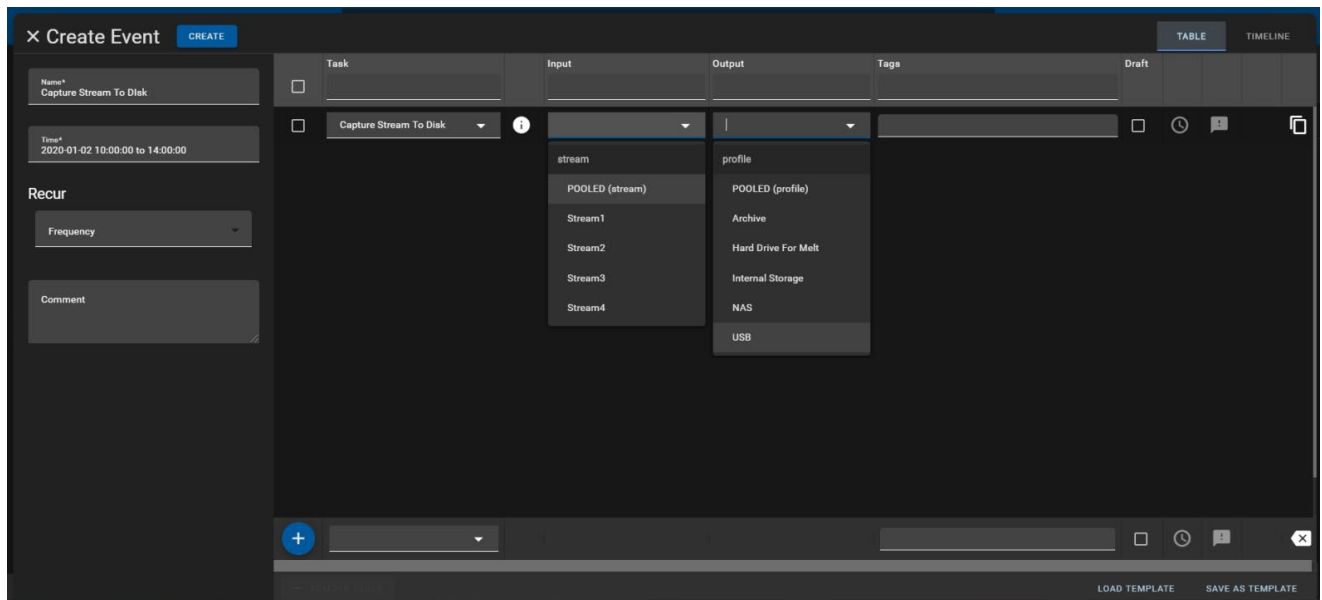 Create Event
CREATE
TABLE
TIMELINE
Name*
Capture Stream To DIsk
Time*
2020-01-02 10:00:00 to 14:00:00
Recur
Frequency
Comment
Task
Input
Output
Tags
Draft
Capture Stream To Disk
stream
POOLED (stream)
Stream1
Stream2
Stream3
Stream4
profile
POOLED (profile)
Archive
Hard Drive For Melt
Internal Storage
NAS
USB
LOAD TEMPLATE
SAVE AS TEMPLATE